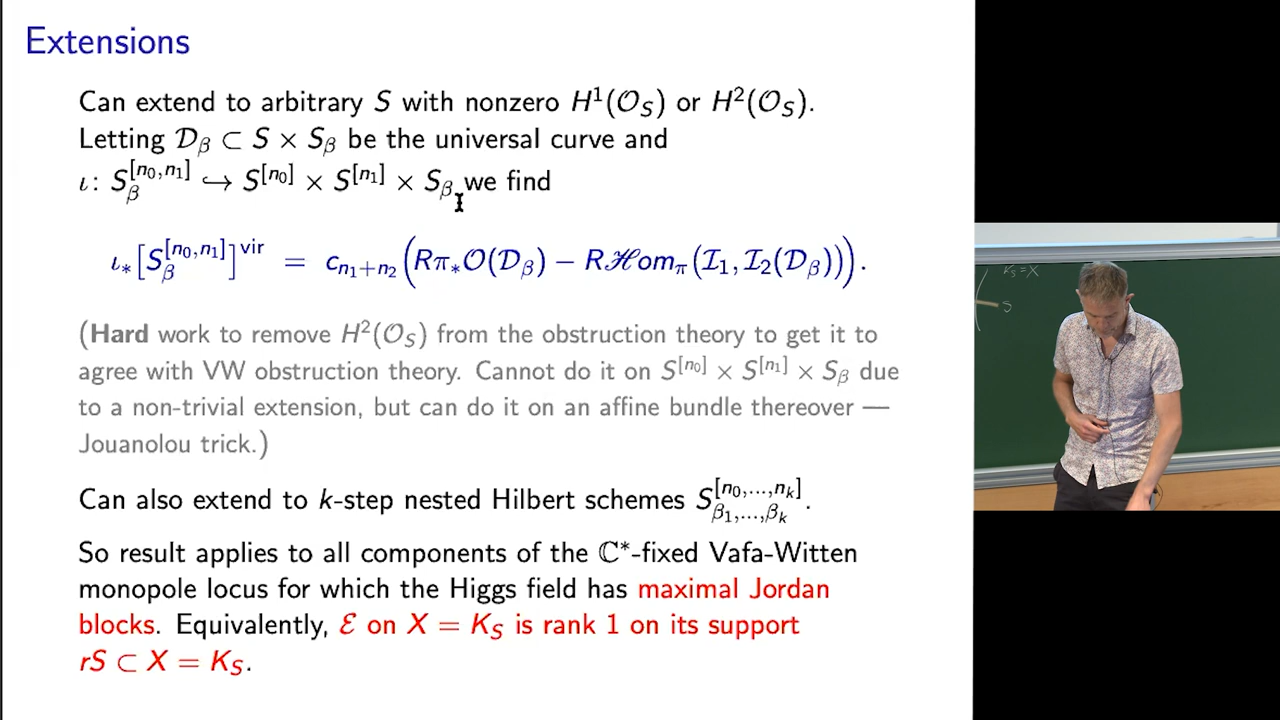 Extensions
Can extend to arbitrary S with nonzero H¹(𝒪_S) or H²(𝒪_S).
Letting 𝒟_β ⊂ S × S_β be the universal curve and
ι: S_β^{[n₀,n₁]} ↪ S^{[n₀]} × S^{[n₁]} × S_β we find
ι_*[S_β^{[n₀,n₁]}]^{vir} = c_{n₁+n₂}(Rπ_*𝒪(𝒟_β) − Rℋom_π(ℐ₁, ℐ₂(𝒟_β))).
(Hard work to remove H²(𝒪_S) from the obstruction theory to get it to
agree with VW obstruction theory. Cannot do it on S^{[n₀]} × S^{[n₁]} × S_β due
to a non-trivial extension, but can do it on an affine bundle thereover —
Jouanolou trick.)
Can also extend to k-step nested Hilbert schemes S_{β₁,…,β_k}^{[n₀,…,n_k]}.
So result applies to all components of the ℂ*-fixed Vafa-Witten
monopole locus for which the Higgs field has maximal Jordan
blocks. Equivalently, ℰ on X = K_S is rank 1 on its support
rS ⊂ X = K_S.
K_S = X
S